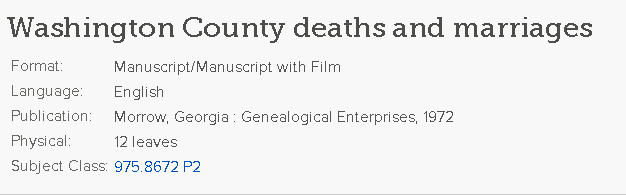 Washington County deaths and marriages
Format: Manuscript/Manuscript with Film
Language: English
Publication: Morrow, Georgia : Genealogical Enterprises, 1972
Physical: 12 leaves
Subject Class: 975.8672 P2